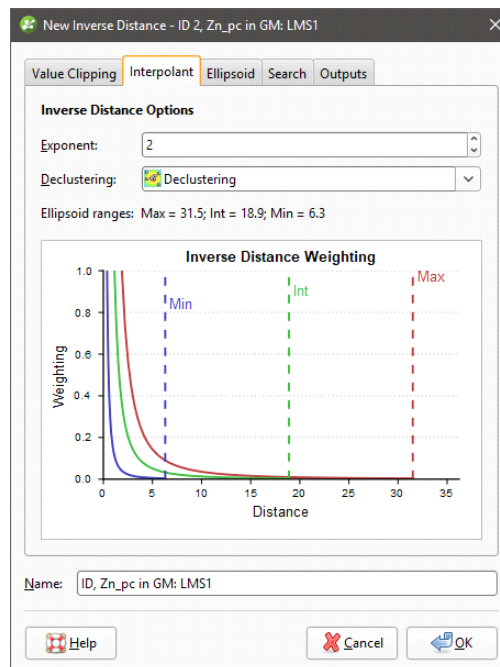 New Inverse Distance - ID 2, Zn_pc in GM: LMS1
Value Clipping Interpolant Ellipsoid Search Outputs
Inverse Distance Options
Exponent: 2
Declustering: Declustering
Ellipsoid ranges: Max = 31.5; Int = 18.9; Min = 6.3
Inverse Distance Weighting
1.0
0.8
0.6
0.4
0.2
0.0
Weighting
Min
Int
Max
0 5 10 15 20 25 30 35
Distance
Name: ID, Zn_pc in GM: LMS1
Help Cancel OK